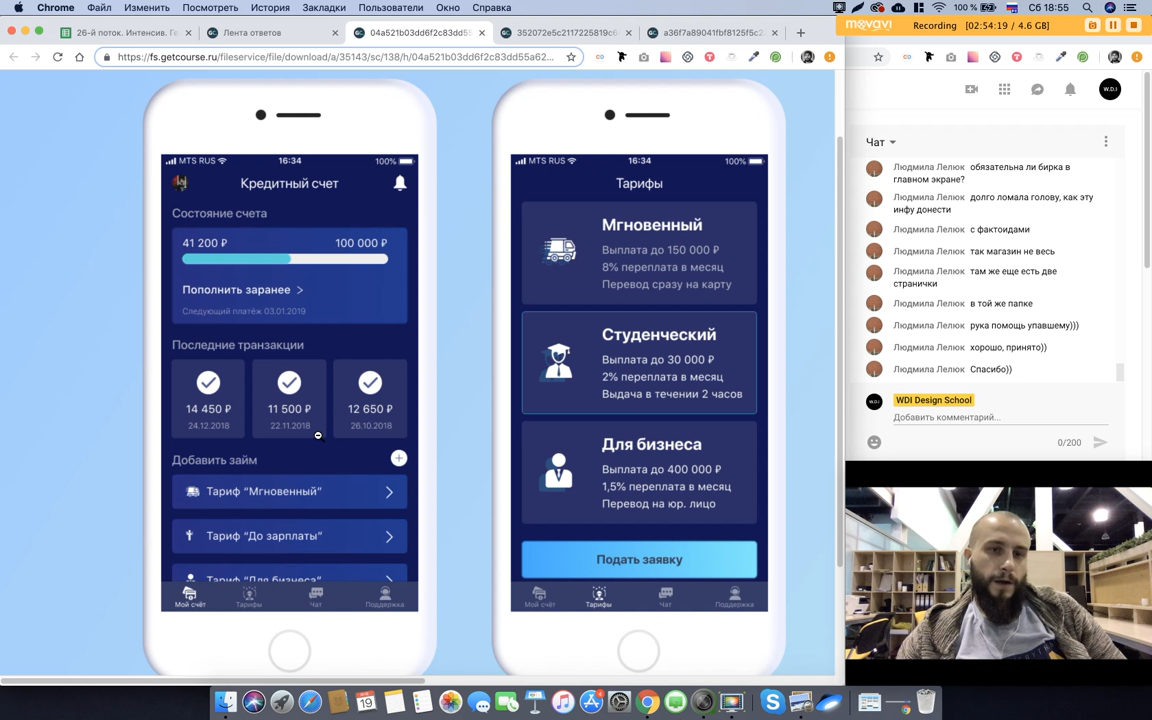 Chrome Файл Изменить Посмотреть История Закладки Пользователи Окно Справка
100 % Сб 18:55
26-й поток. Интенсив. Ге
Лента ответов
04a521b03dd6f2c83dd55
352072e5c2117225819c6
a36f7a89041fbf8125f5c2
movavi
Recording (02:54:19 / 4.6 GB)
https://fs.getcourse.ru/fileservice/file/download/a/35143/sc/138/h/04a521b03dd6f2c83dd55a62...
MTS RUS 16:34 100%
Кредитный счет
Состояние счета
41 200 ₽ 100 000 ₽
Пополнить заранее >
Следующий платёж 03.01.2019
Последние транзакции
14 450 ₽ 11 500 ₽ 12 650 ₽
24.12.2018 22.11.2018 26.10.2018
Добавить займ
Тариф “Мгновенный”
Тариф “До зарплаты”
Тариф “Для бизнеса”
Мой счёт Тарифы Чат Поддержка
MTS RUS 16:34 100%
Тарифы
Мгновенный
Выплата до 150 000 ₽
8% переплата в месяц
Перевод сразу на карту
Студенческий
Выплата до 30 000 ₽
2% переплата в месяц
Выдача в течении 2 часов
Для бизнеса
Выплата до 400 000 ₽
1,5% переплата в месяц
Перевод на юр. лицо
Подать заявку
Мой счёт Тарифы Чат Поддержка
W.D.I
Чат
Людмила Лелюк обязательна ли бирка в
главном экране?
Людмила Лелюк долго ломала голову, как эту
инфу донести
Людмила Лелюк с фактоидами
Людмила Лелюк так магазин не весь
Людмила Лелюк там же еще есть две
странички
Людмила Лелюк в той же папке
Людмила Лелюк рука помощь упавшему)))
Людмила Лелюк хорошо, принято))
Людмила Лелюк Спасибо))
W.D.I
WDI Design School
Добавить комментарий...
0/200
19